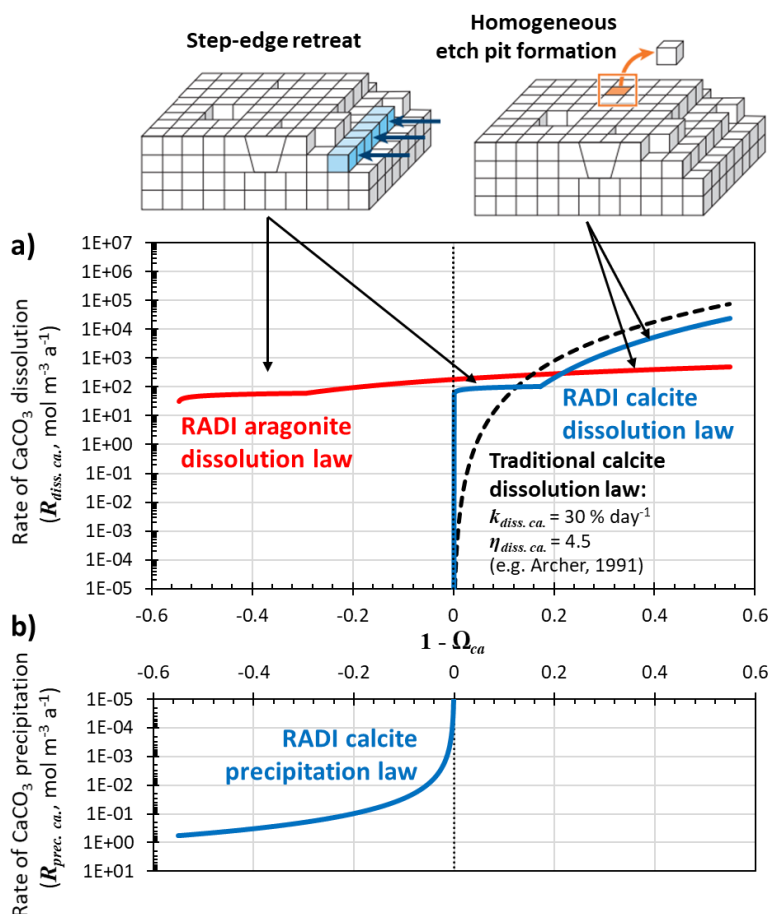 Step-edge retreat
Homogeneous
etch pit formation
a)
Rate of CaCO3 dissolution
(Rdiss. ca., mol m-3 a-1)
1E+07
1E+06
1E+05
1E+04
1E+03
1E+02
1E+01
1E+00
1E-01
1E-02
1E-03
1E-04
1E-05
RADI aragonite
dissolution law
RADI calcite
dissolution law
Traditional calcite
dissolution law:
kdiss. ca. = 30 % day-1
ηdiss. ca. = 4.5
(e.g. Archer, 1991)
-0.6 -0.4 -0.2 0 0.2 0.4 0.6
1 - Ωca
b)
-0.6 -0.4 -0.2 0 0.2 0.4 0.6
Rate of CaCO3 precipitation
(Rprec. ca., mol m-3 a-1)
1E-05
1E-04
1E-03
1E-02
1E-01
1E+00
1E+01
RADI calcite
precipitation law